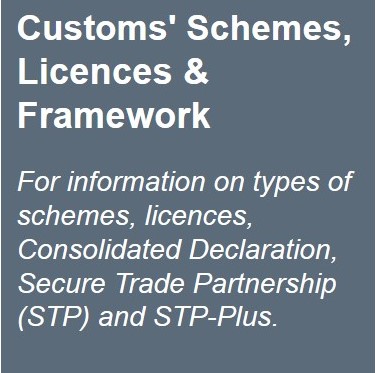 Customs' Schemes,
Licences &
Framework
For information on types of
schemes, licences,
Consolidated Declaration,
Secure Trade Partnership
(STP) and STP-Plus.